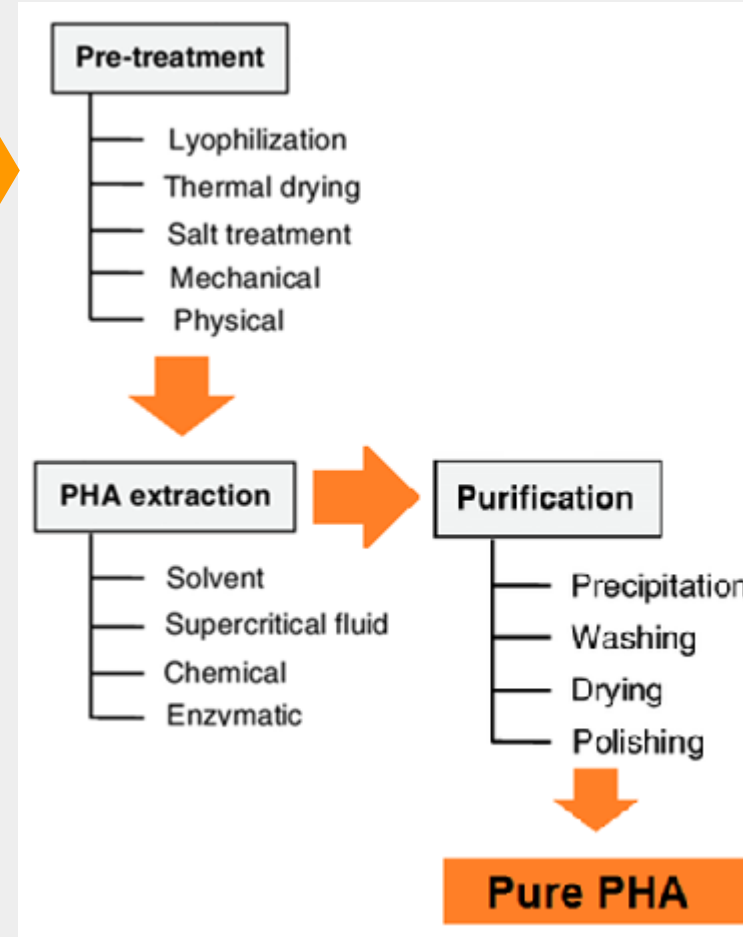 Pre-treatment
Lyophilization
Thermal drying
Salt treatment
Mechanical
Physical
PHA extraction
Solvent
Supercritical fluid
Chemical
Enzymatic
Purification
Precipitation
Washing
Drying
Polishing
Pure PHA